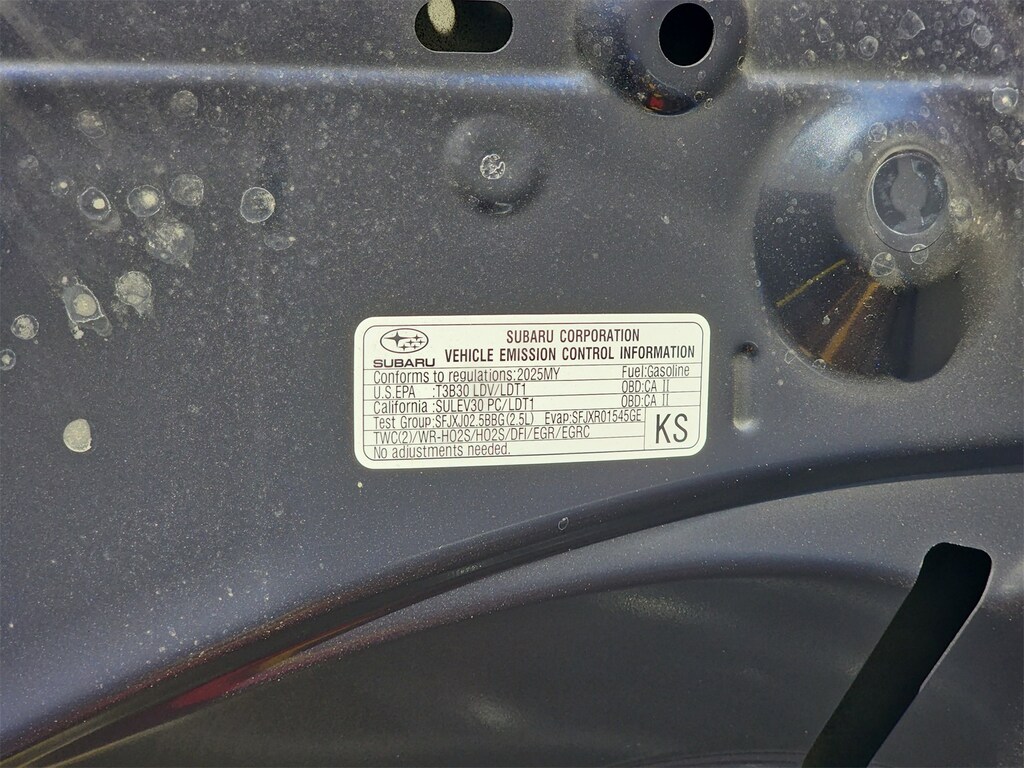 SUBARU CORPORATION
SUBARU VEHICLE EMISSION CONTROL INFORMATION
Conforms to regulations:2025MY Fuel:Gasoline
U.S.EPA :T3B30 LDV/LDT1 OBD:CA II
California :SULEV30 PC/LDT1 OBD:CA II
Test Group:SFJXJ02.5BBG(2.5L) Evap:SFJXR01545GE
TWC(2)/WR-HO2S/HO2S/DFI/EGR/EGRC
No adjustments needed.
KS